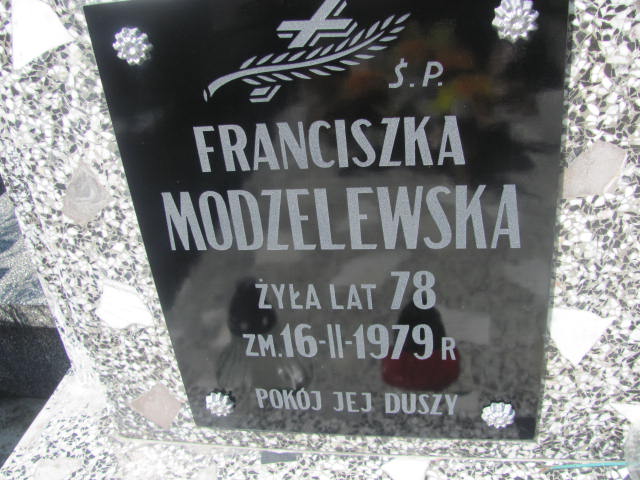 Ś.P.
FRANCISZKA
MODZELEWSKA
ŻYŁA LAT 78
ZM. 16-II-1979 R
POKÓJ JEJ DUSZY